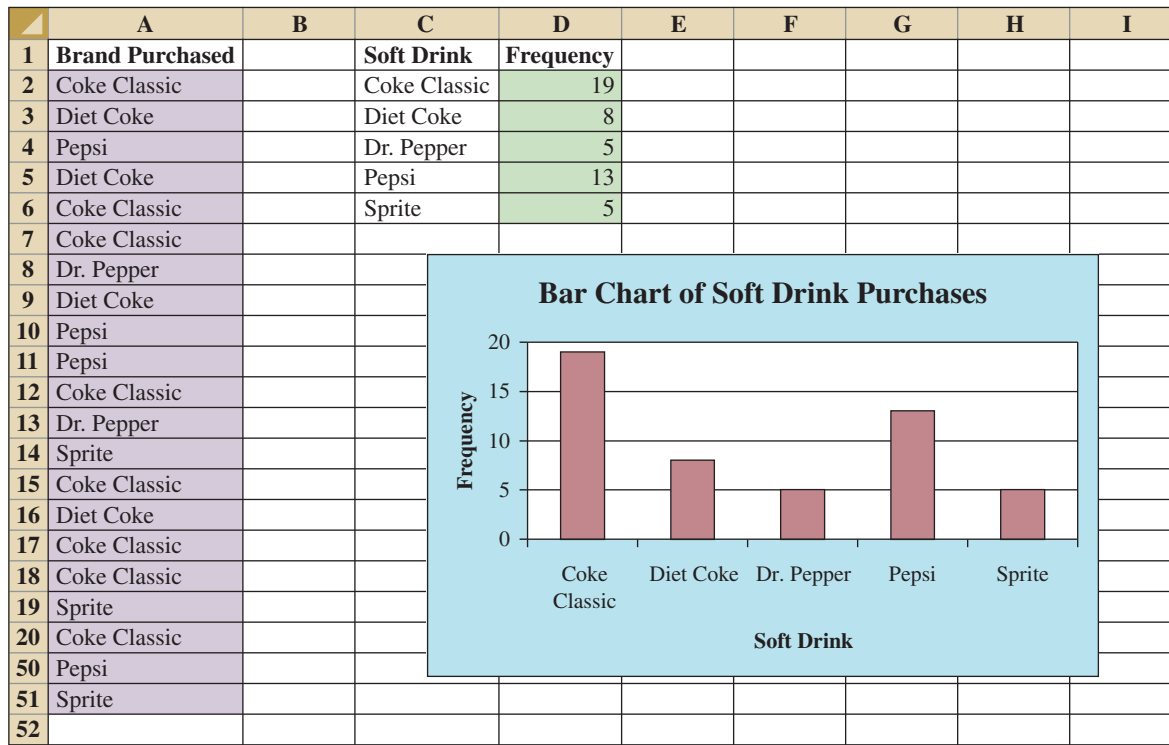 A B C D E F G H I
1 Brand Purchased Soft Drink Frequency
2 Coke Classic Coke Classic 19
3 Diet Coke Diet Coke 8
4 Pepsi Dr. Pepper 5
5 Diet Coke Pepsi 13
6 Coke Classic Sprite 5
7 Coke Classic
8 Dr. Pepper
9 Diet Coke
10 Pepsi
11 Pepsi
12 Coke Classic
13 Dr. Pepper
14 Sprite
15 Coke Classic
16 Diet Coke
17 Coke Classic
18 Coke Classic
19 Sprite
20 Coke Classic
50 Pepsi
51 Sprite
52
Bar Chart of Soft Drink Purchases
Frequency
20
15
10
5
0
Coke Classic Diet Coke Dr. Pepper Pepsi Sprite
Soft Drink